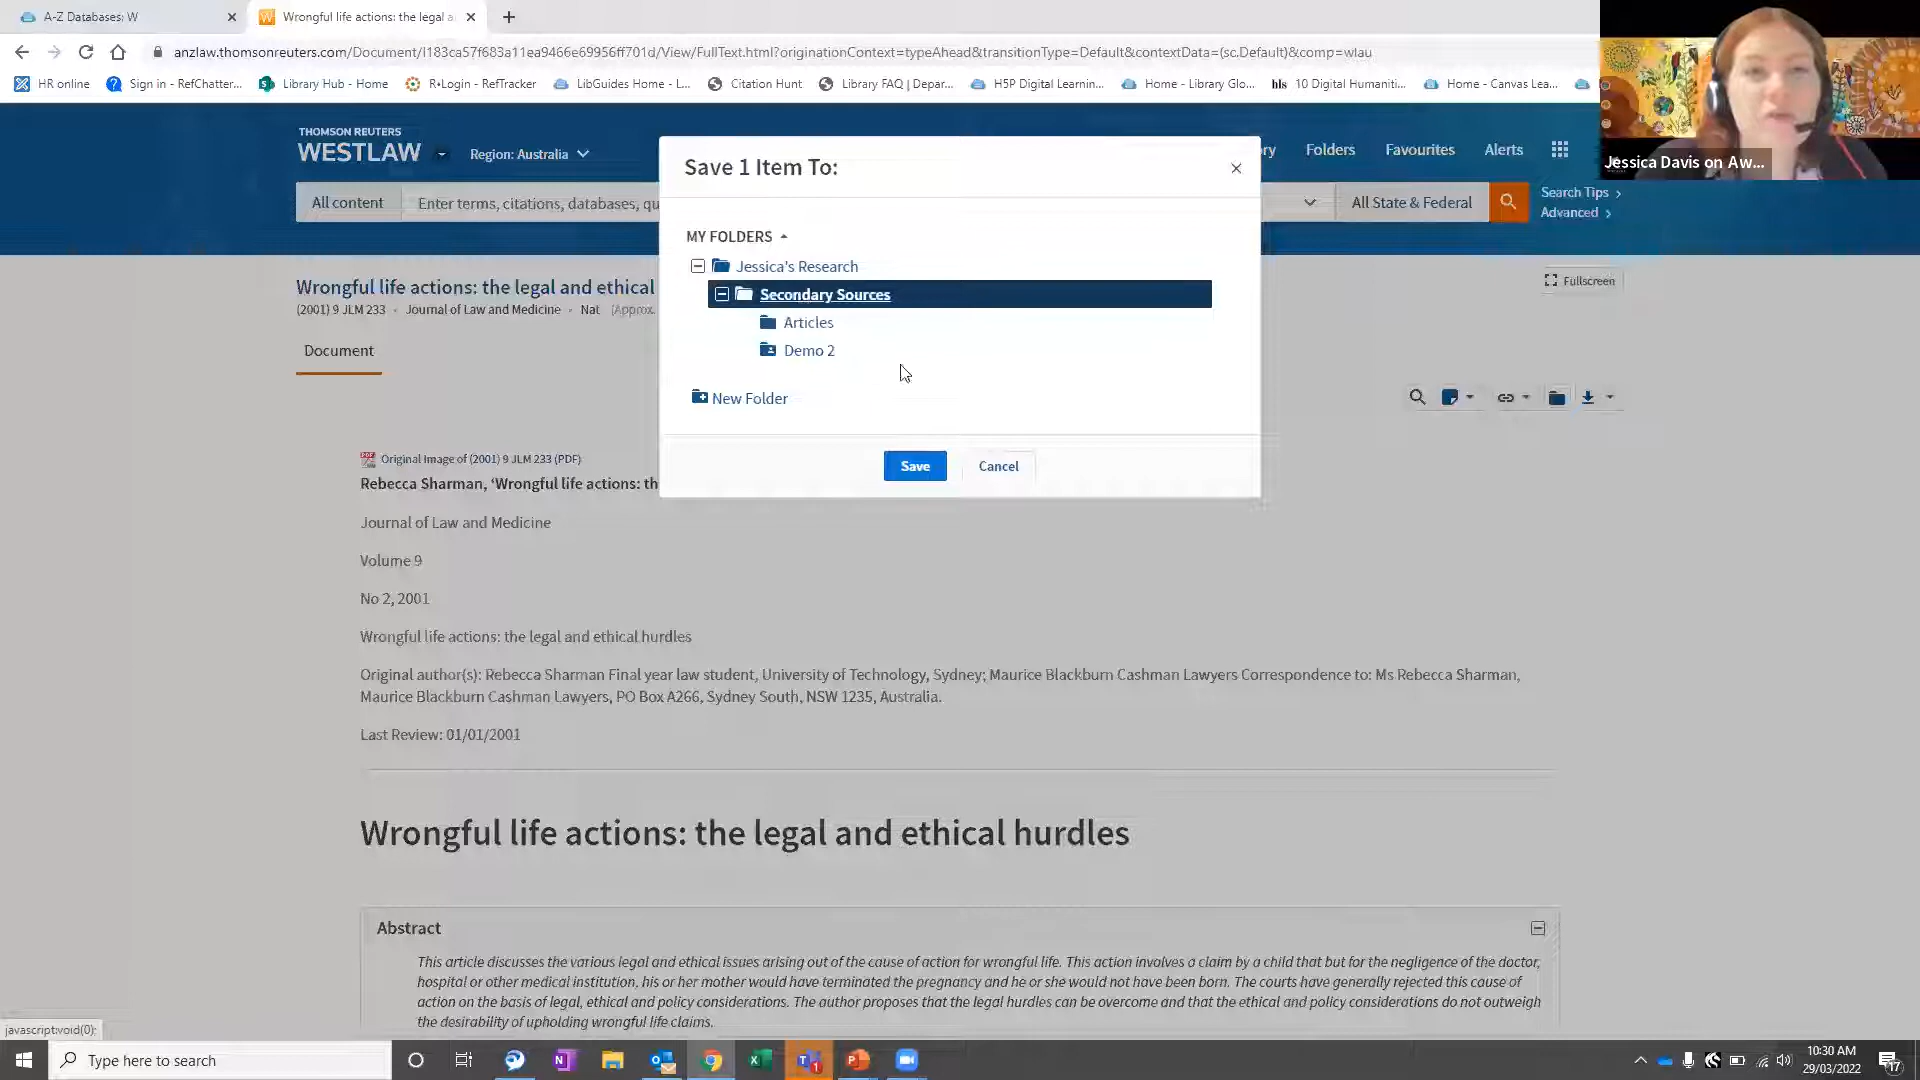 A-Z Databases: W
Wrongful life actions: the legal a
anzlaw.thomsonreuters.com/Document/I183ca57f683a11ea9466e69956ff701d/View/FullText.html?originationContext=typeAhead&transitionType=Default&contextData=(sc.Default)&comp=wlau
HR online
Sign in - RefChatter...
Library Hub - Home
R+Login - RefTracker
LibGuides Home - L...
Citation Hunt
Library FAQ | Depar...
H5P Digital Learnin...
Home - Library Glo...
hls 10 Digital Humaniti...
Home - Canvas Lea...
Jessica Davis on Aw...
THOMSON REUTERS
WESTLAW
Region: Australia
ry
Folders
Favourites
Alerts
All content
Enter terms, citations, databases, qu
All State & Federal
Search Tips
Advanced
Save 1 Item To:
MY FOLDERS
Jessica's Research
Secondary Sources
Articles
Demo 2
New Folder
Save
Cancel
Wrongful life actions: the legal and ethical
Fullscreen
(2001) 9 JLM 233 · Journal of Law and Medicine · Nat (Approx.
Document
Original Image of (2001) 9 JLM 233 (PDF)
Rebecca Sharman, ‘Wrongful life actions: th
Journal of Law and Medicine
Volume 9
No 2, 2001
Wrongful life actions: the legal and ethical hurdles
Original author(s): Rebecca Sharman Final year law student, University of Technology, Sydney; Maurice Blackburn Cashman Lawyers Correspondence to: Ms Rebecca Sharman,
Maurice Blackburn Cashman Lawyers, PO Box A266, Sydney South, NSW 1235, Australia.
Last Review: 01/01/2001
Wrongful life actions: the legal and ethical hurdles
Abstract
This article discusses the various legal and ethical issues arising out of the cause of action for wrongful life. This action involves a claim by a child that but for the negligence of the doctor,
hospital or other medical institution, his or her mother would have terminated the pregnancy and he or she would not have been born. The courts have generally rejected this cause of
action on the basis of legal, ethical and policy considerations. The author proposes that the legal hurdles can be overcome and that the ethical and policy considerations do not outweigh
the desirability of upholding wrongful life claims.
javascript:void(0);
Type here to search
10:30 AM
29/03/2022
17